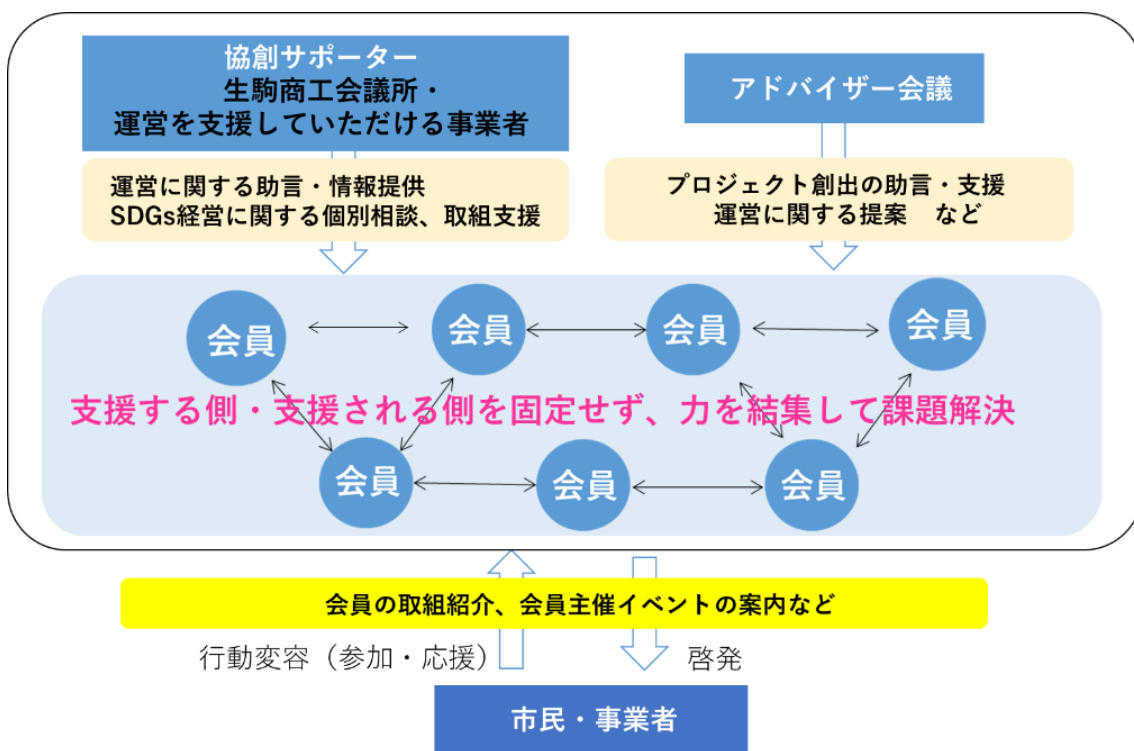 協創サポーター
生駒商工会議所・
運営を支援していただける事業者
アドバイザー会議
運営に関する助言・情報提供
SDGs経営に関する個別相談、取組支援
プロジェクト創出の助言・支援
運営に関する提案　など
会員
会員
会員
会員
支援する側・支援される側を固定せず、力を結集して課題解決
会員
会員
会員
会員の取組紹介、会員主催イベントの案内など
行動変容（参加・応援）
啓発
市民・事業者